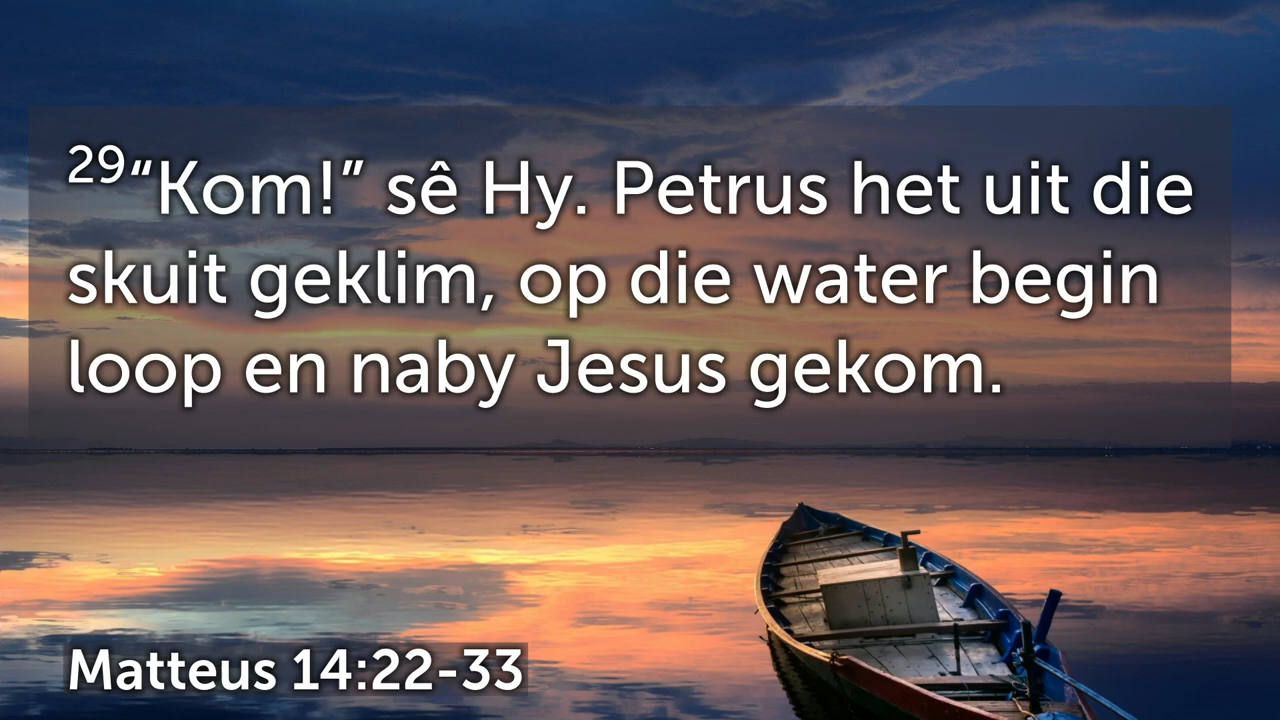 29“Kom!” sê Hy. Petrus het uit die
skuit geklim, op die water begin
loop en naby Jesus gekom.
Matteus 14:22-33